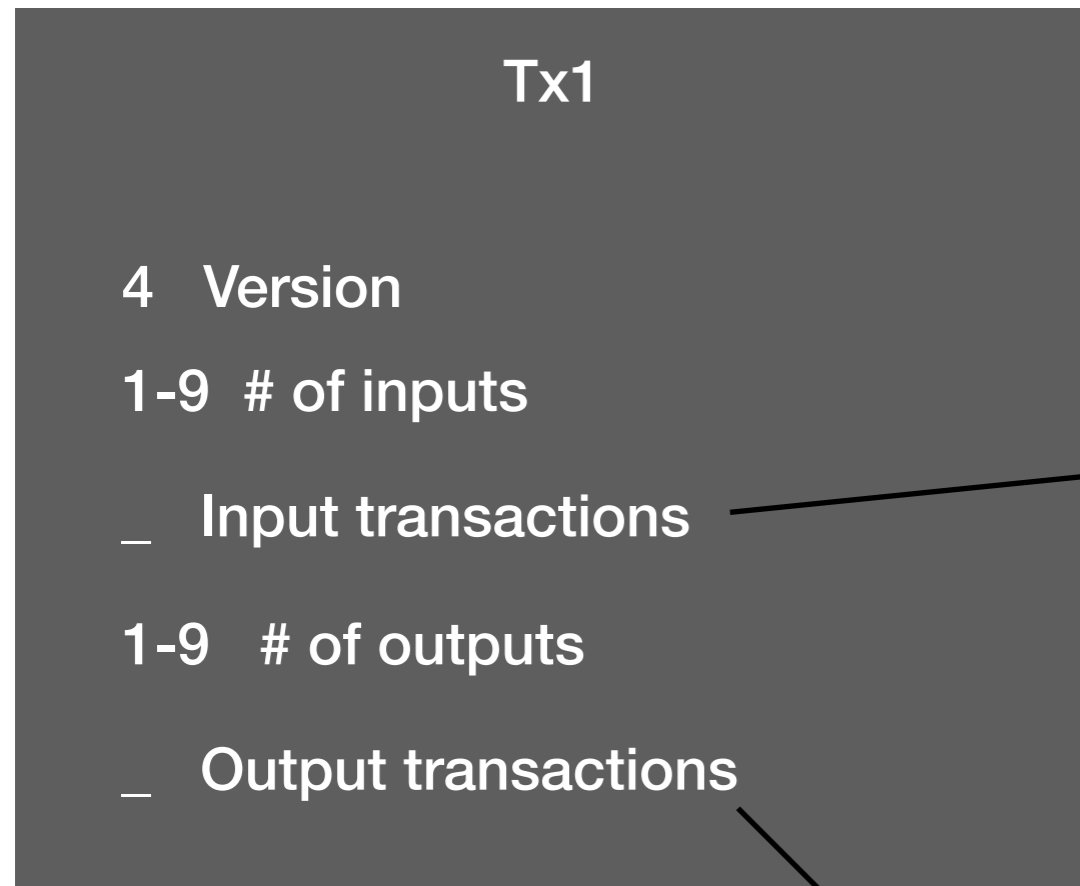 Tx1
4 Version
1-9 # of inputs
_ Input transactions
1-9 # of outputs
_ Output transactions